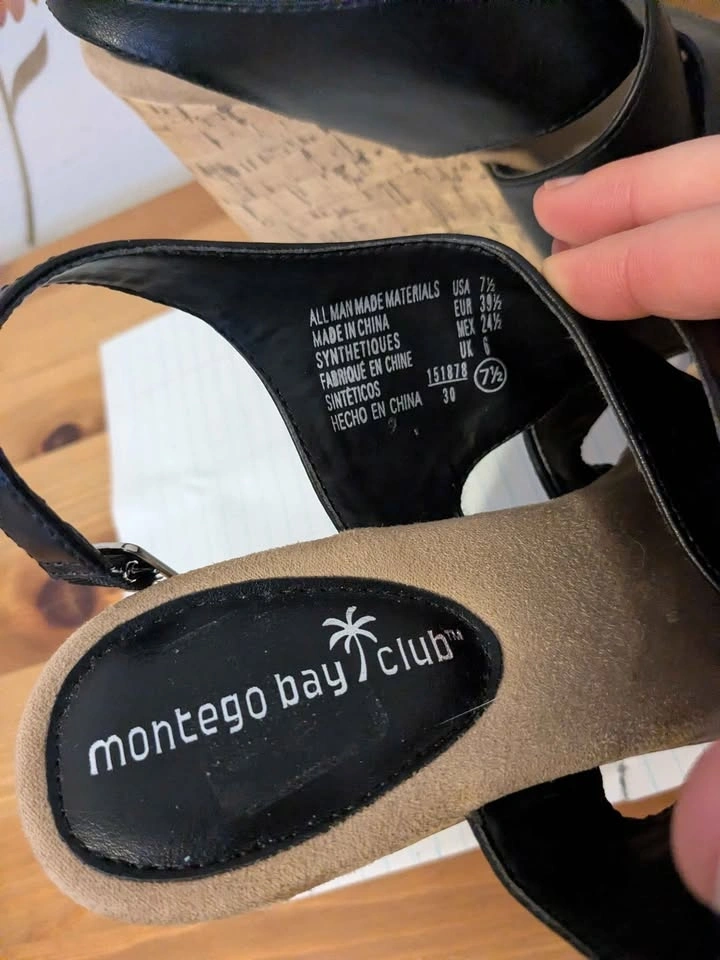 ALL MAN MADE MATERIALS USA 7½
MADE IN CHINA EUR 39½
SYNTHETIQUES MEX 24½
FABRIQUÉ EN CHINE UK 6
SINTÉTICOS 151878 7½
HECHO EN CHINA 30
montego bay club™